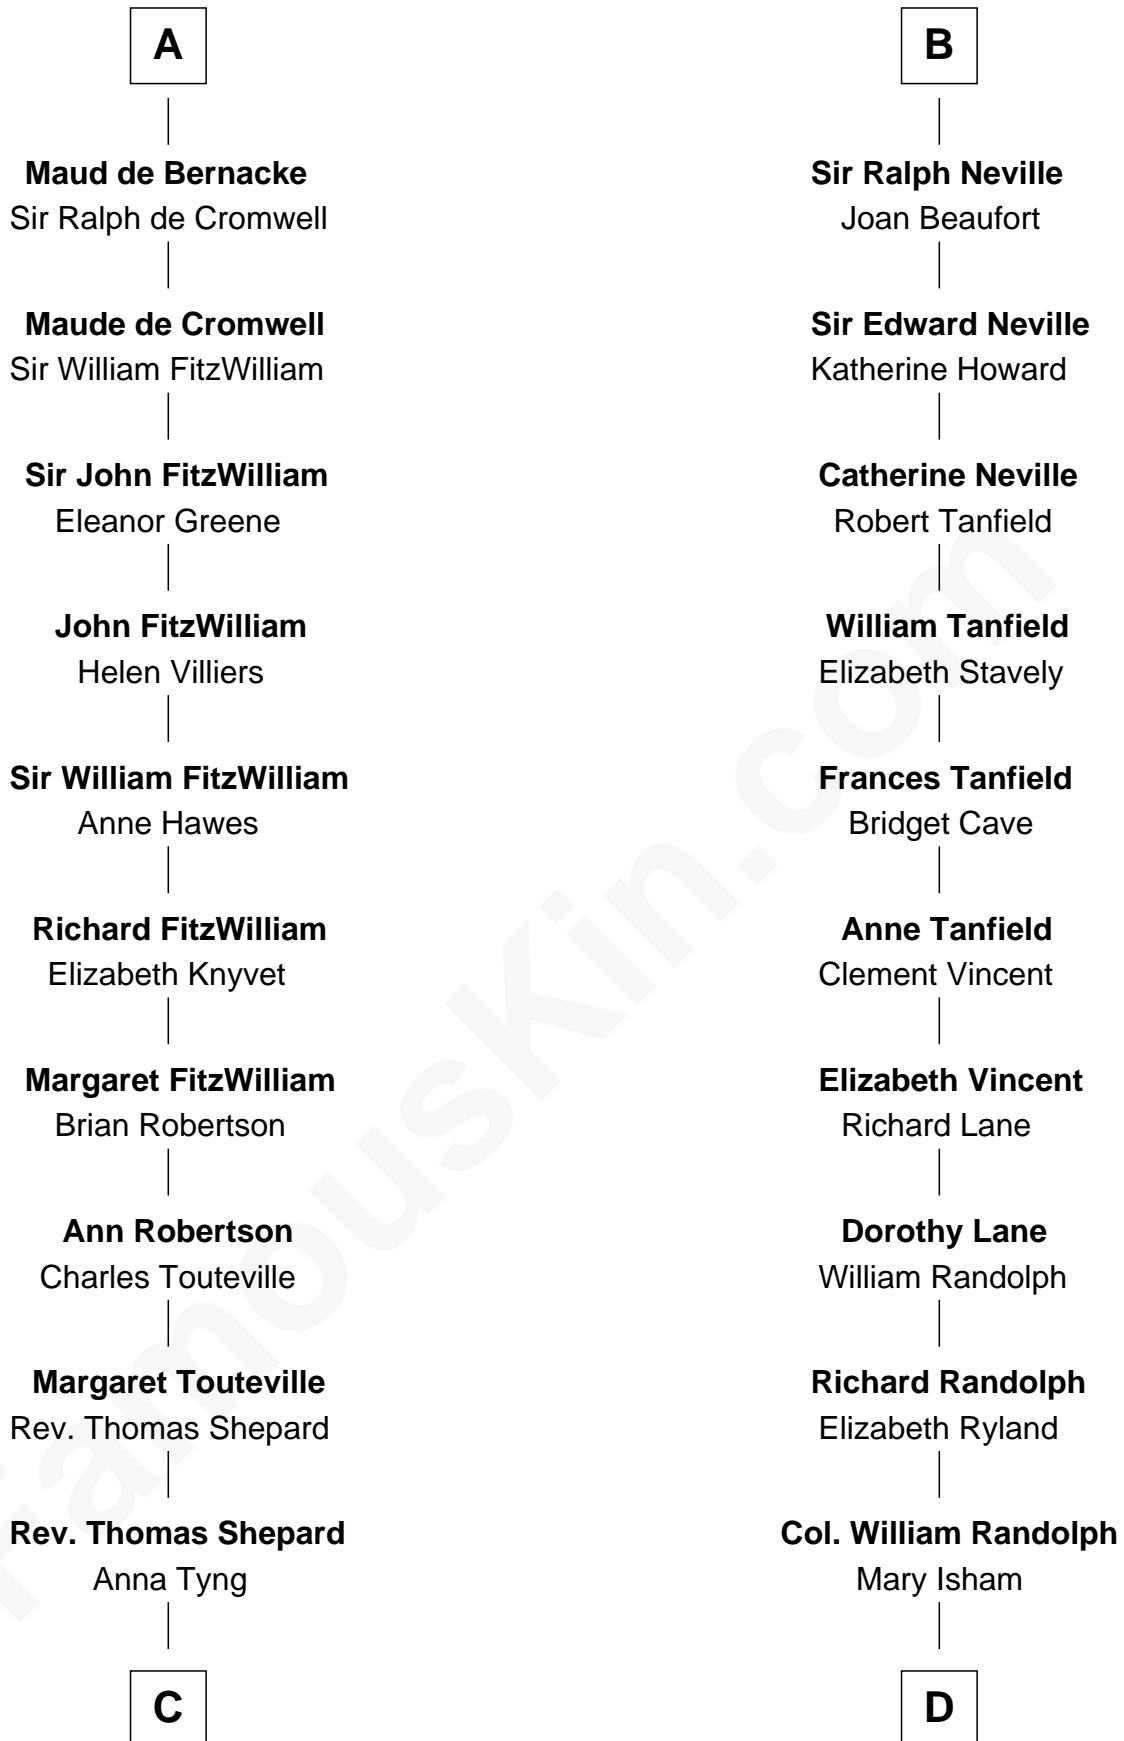 A
Maud de Bernacke
Sir Ralph de Cromwell
Maude de Cromwell
Sir William FitzWilliam
Sir John FitzWilliam
Eleanor Greene
John FitzWilliam
Helen Villiers
Sir William FitzWilliam
Anne Hawes
Richard FitzWilliam
Elizabeth Knyvet
Margaret FitzWilliam
Brian Robertson
Ann Robertson
Charles Touteville
Margaret Touteville
Rev. Thomas Shepard
Rev. Thomas Shepard
Anna Tyng
C
B
Sir Ralph Neville
Joan Beaufort
Sir Edward Neville
Katherine Howard
Catherine Neville
Robert Tanfield
William Tanfield
Elizabeth Stavely
Frances Tanfield
Bridget Cave
Anne Tanfield
Clement Vincent
Elizabeth Vincent
Richard Lane
Dorothy Lane
William Randolph
Richard Randolph
Elizabeth Ryland
Col. William Randolph
Mary Isham
D
FamousKin.com